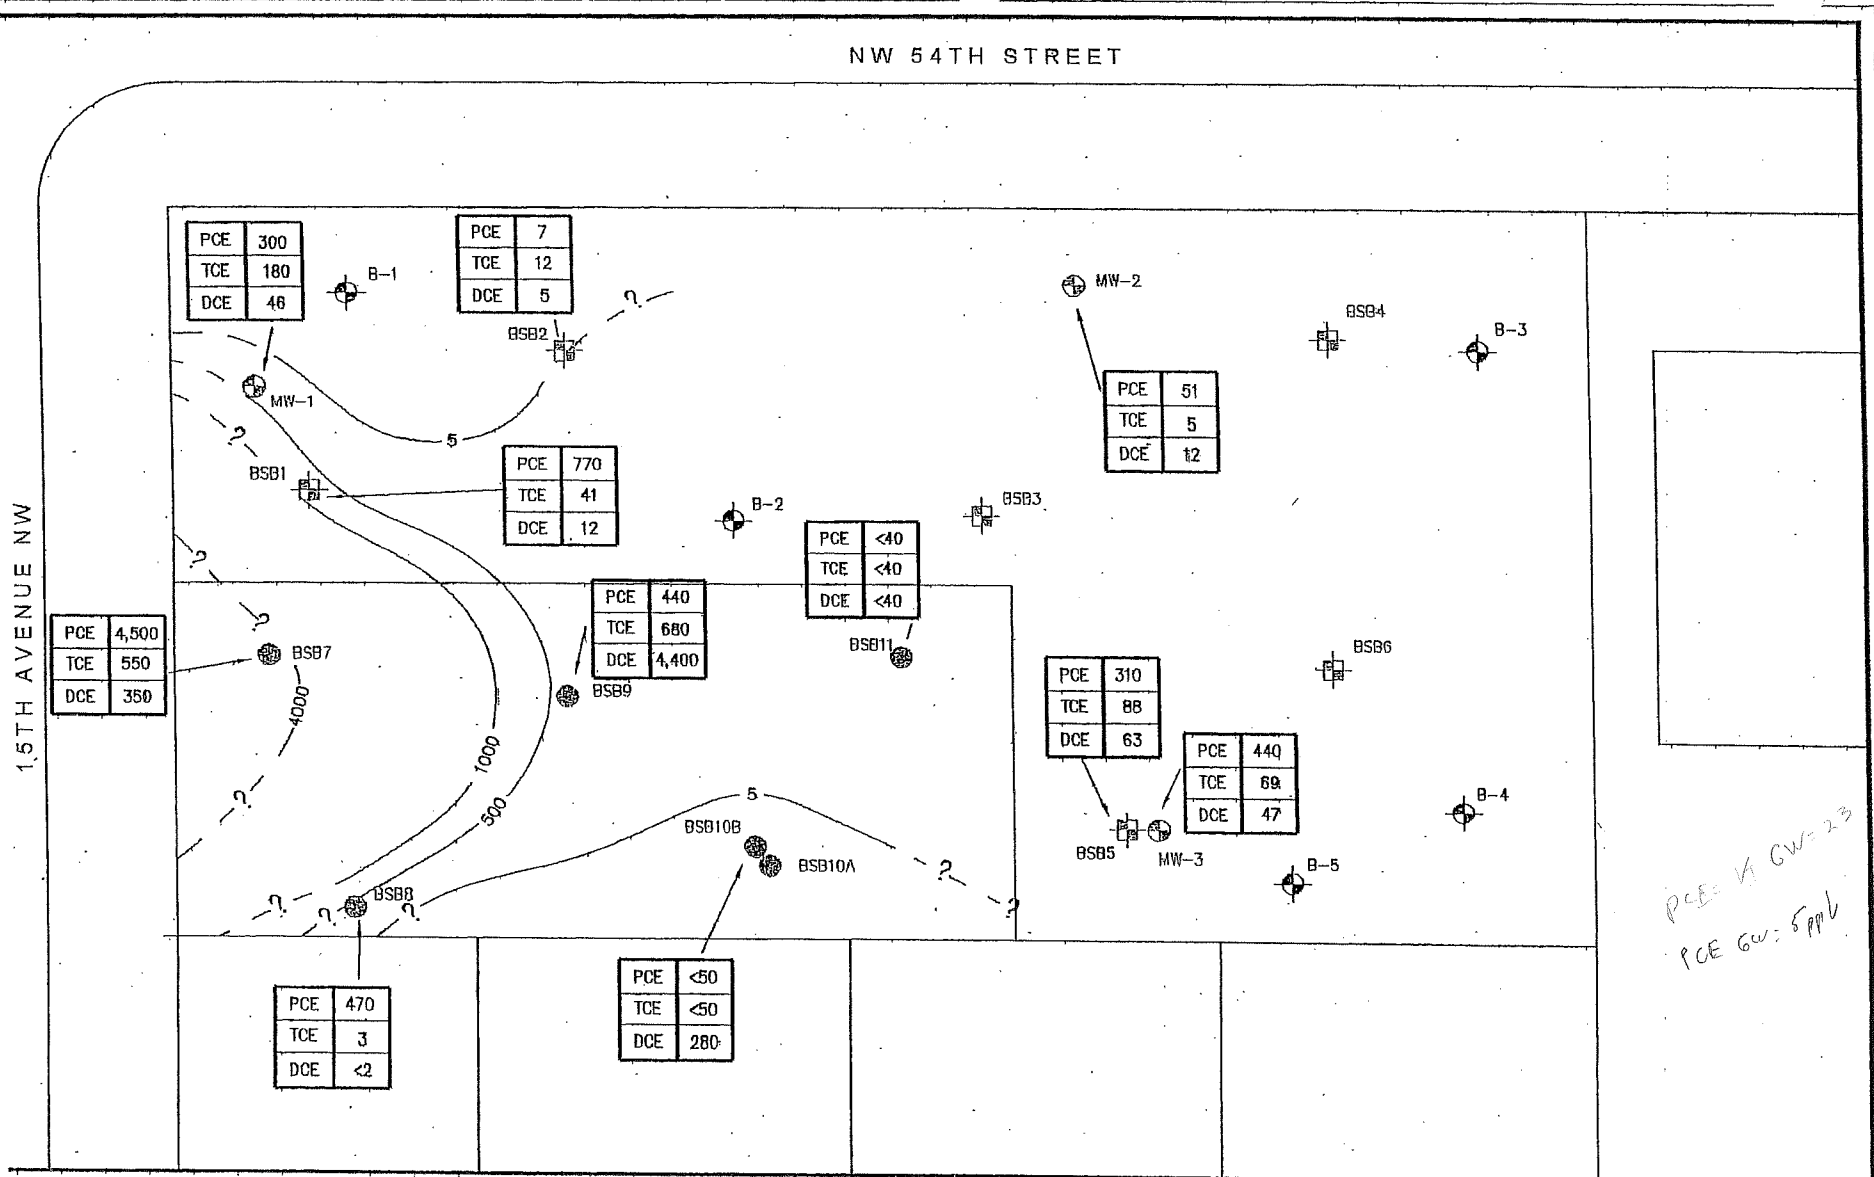 NW 54TH STREET
15TH AVENUE NW
PCE 300
TCE 180
DCE 46
MW-1
B-1
PCE 7
TCE 12
DCE 5
BSB2
?
5
?
BSB1
PCE 770
TCE 41
DCE 12
B-2
MW-2
PCE 51
TCE 5
DCE 12
BSB4
B-3
BSB3
PCE <40
TCE <40
DCE <40
BSB11
?
?
PCE 4,500
TCE 550
DCE 350
BSB7
4000
?
PCE 440
TCE 680
DCE 4,400
BSB9
1000
500
BSB6
PCE 310
TCE 88
DCE 63
BSB5
PCE 440
TCE 69
DCE 47
MW-3
B-4
B-5
5
BSB10B
BSB10A
?
?
BSB8
?
?
?
PCE 470
TCE 3
DCE <2
PCE <50
TCE <50
DCE 280
PCE: VI GW=23
PCE GW: 5ppb